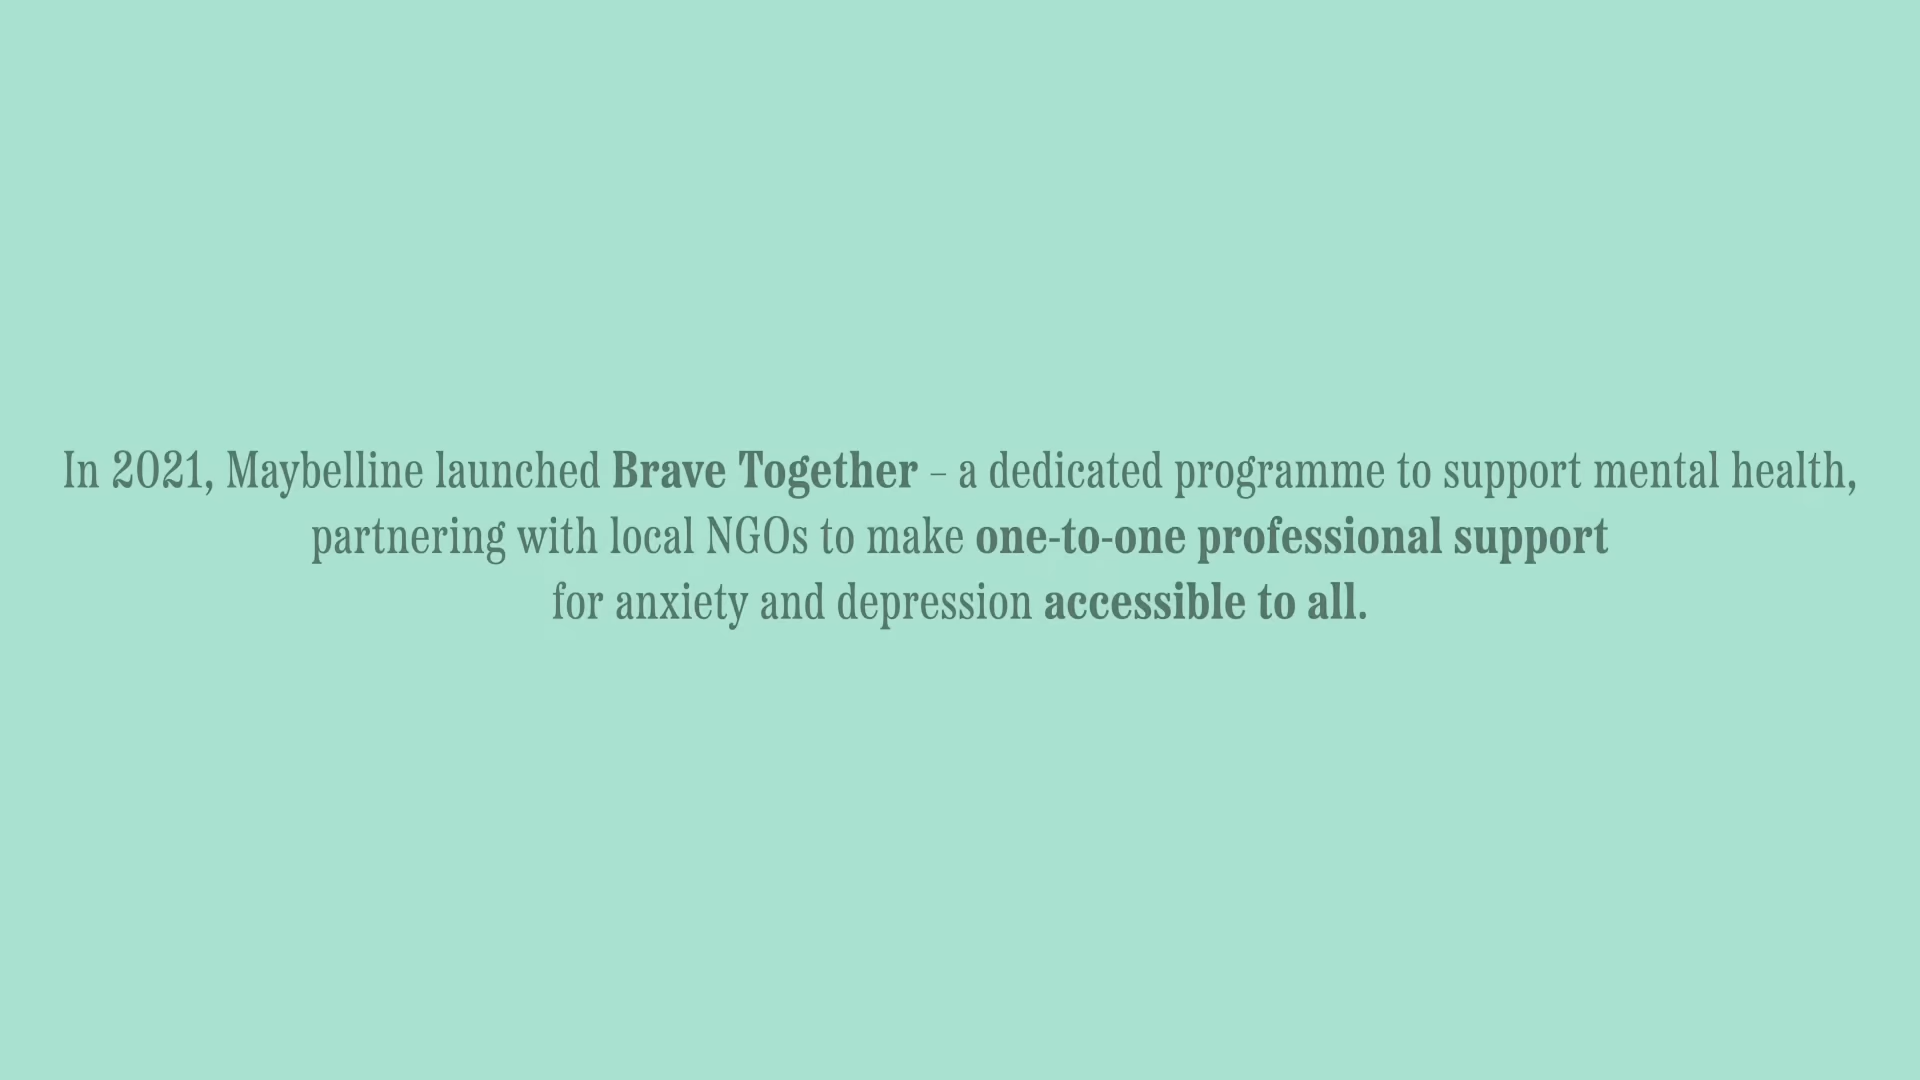 In 2021, Maybelline launched Brave Together – a dedicated programme to support mental health,
partnering with local NGOs to make one-to-one professional support
for anxiety and depression accessible to all.